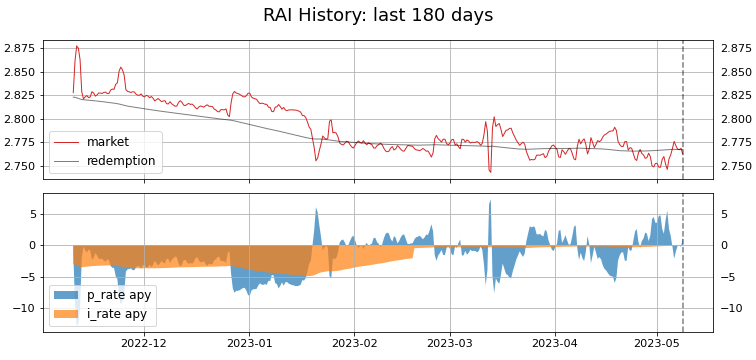 RAI History: last 180 days
2.875 2.875
2.850 2.850
2.825 2.825
2.800 2.800
2.775 2.775
2.750 2.750
market
redemption
5 5
0 0
−5 −5
−10 −10
p_rate apy
i_rate apy
2022-12 2023-01 2023-02 2023-03 2023-04 2023-05